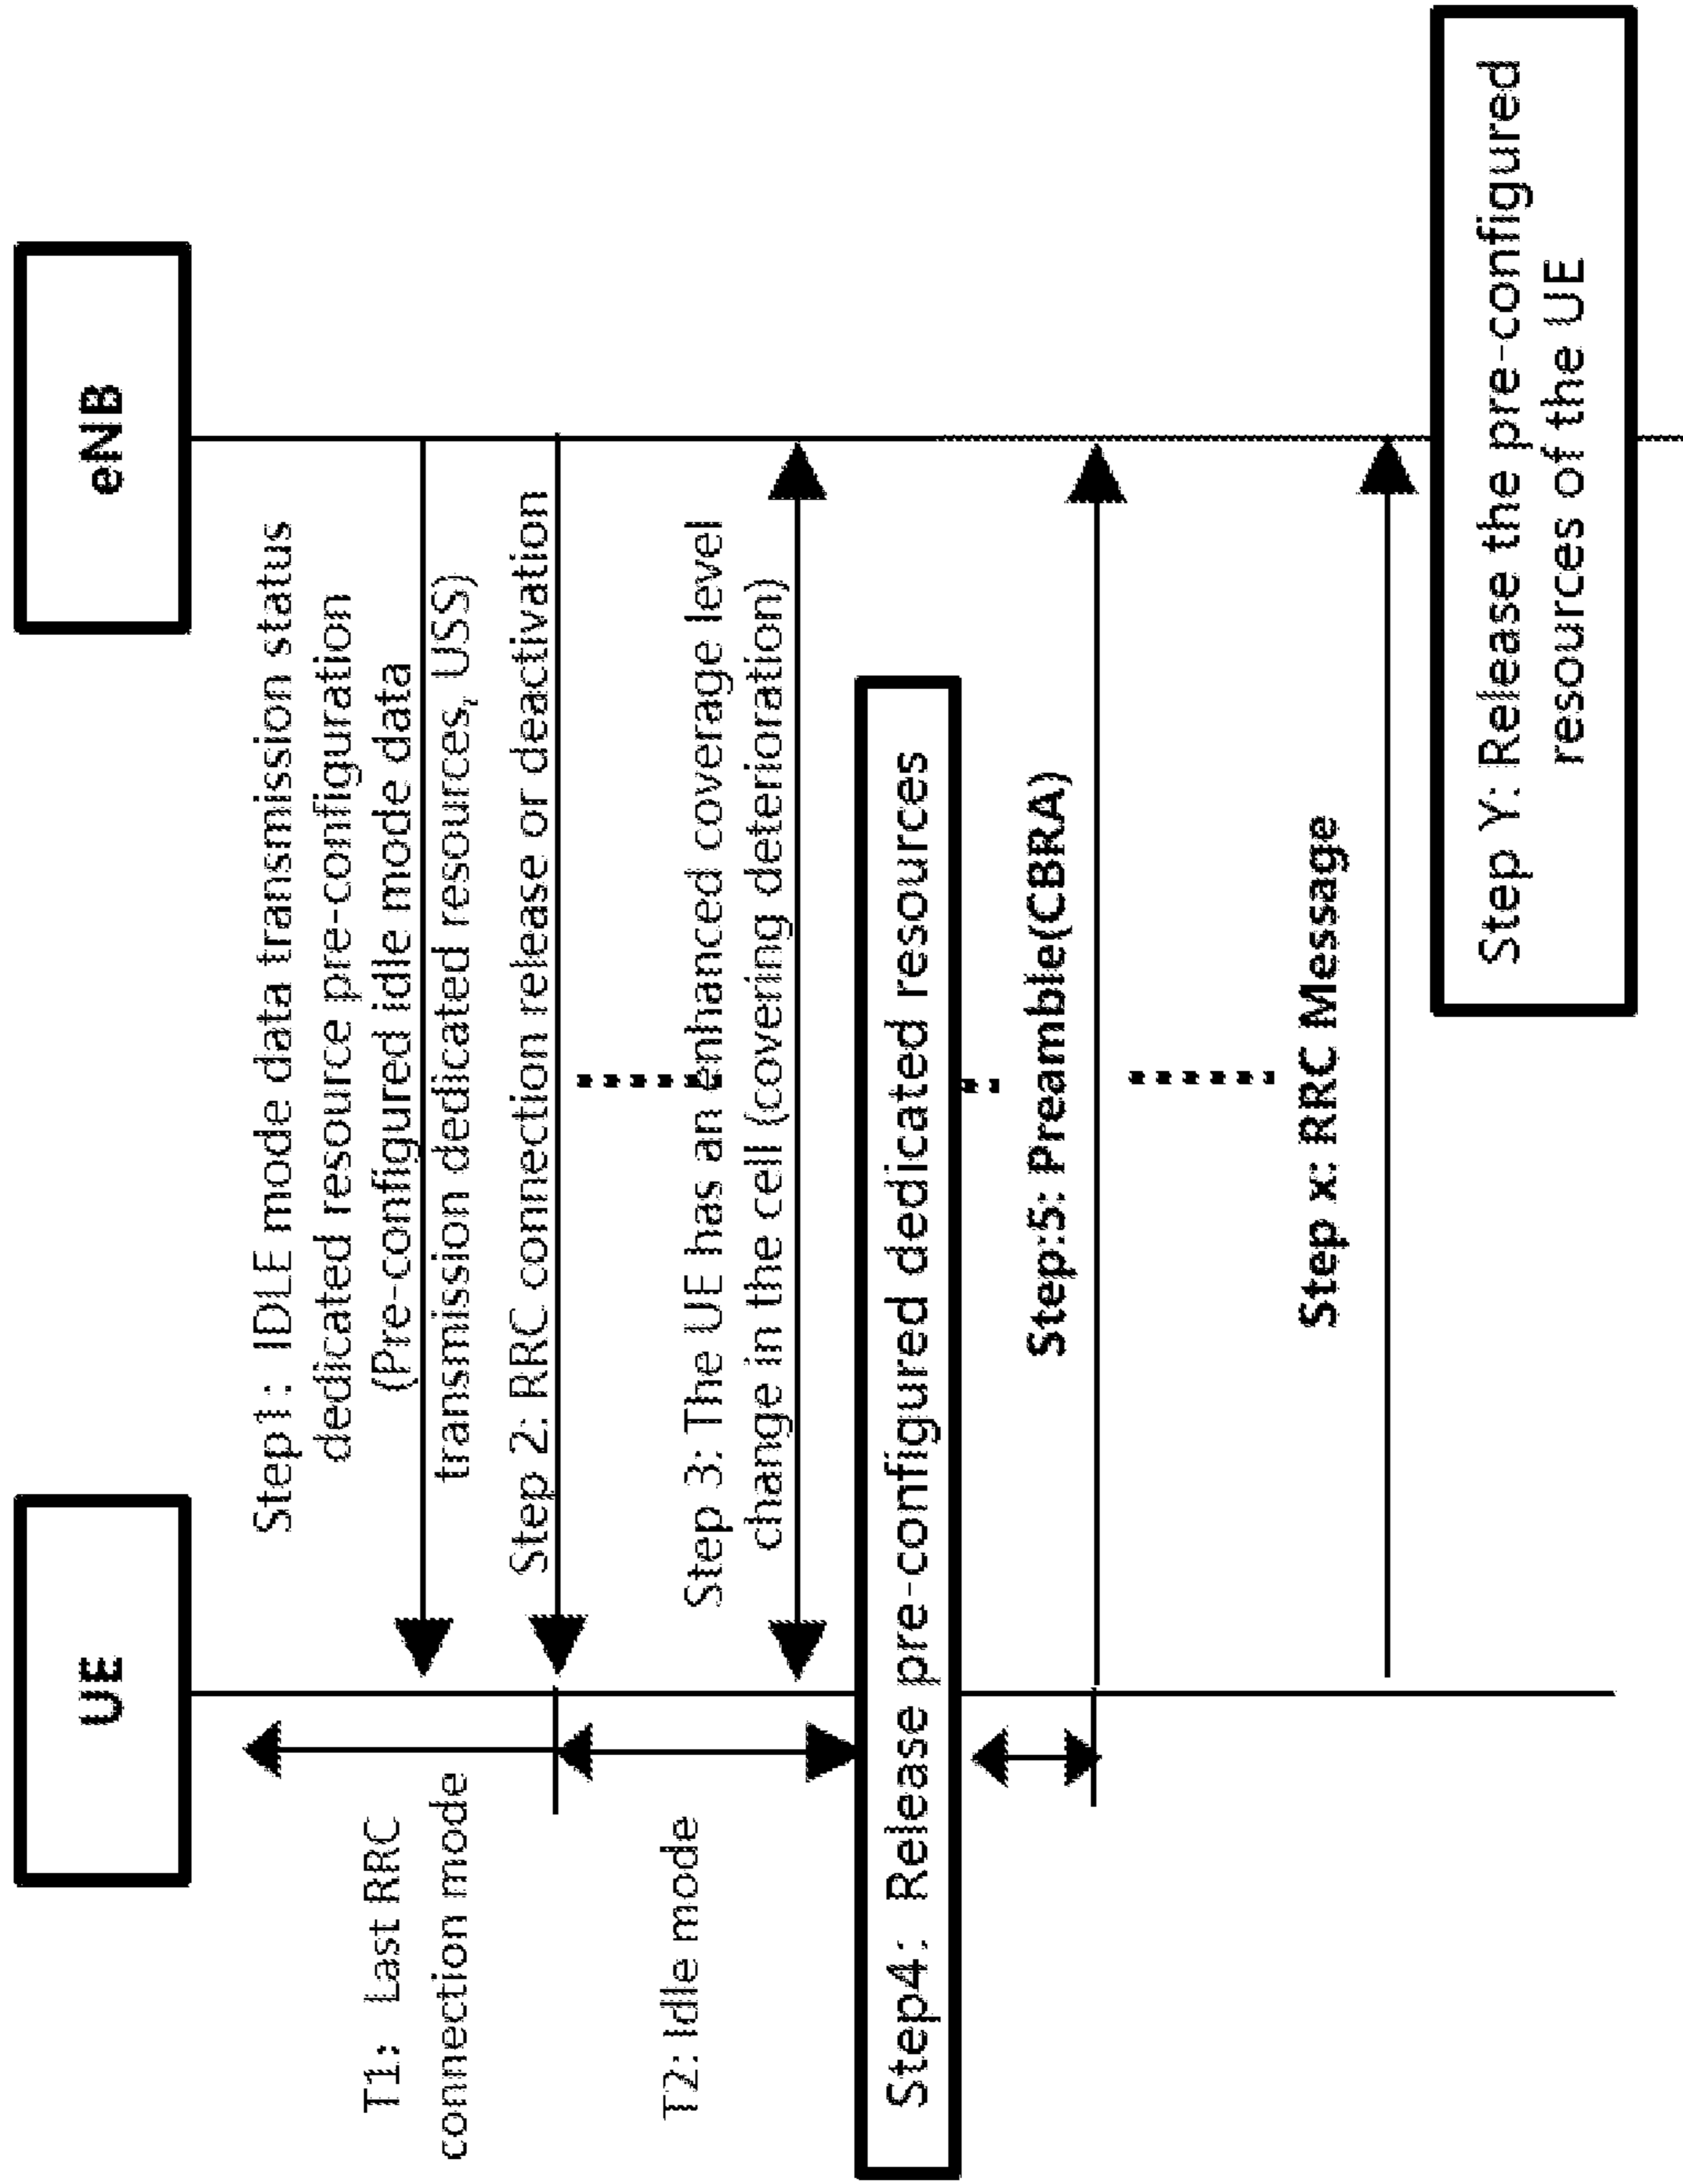 UE
eNB
Step1: IDLE mode data transmission status
dedicated resource pre-configuration
(Pre-configured idle mode data
transmission dedicated resources, USS)
T1: Last RRC
connection mode
Step 2: RRC connection release or deactivation
T2: Idle mode
Step 3: The UE has an enhanced coverage level
change in the cell (covering deterioration)
Step4: Release pre-configured dedicated resources
Step:5: Preamble(CBRA)
Step x: RRC Message
Step Y: Release the pre-configured
resources of the UE